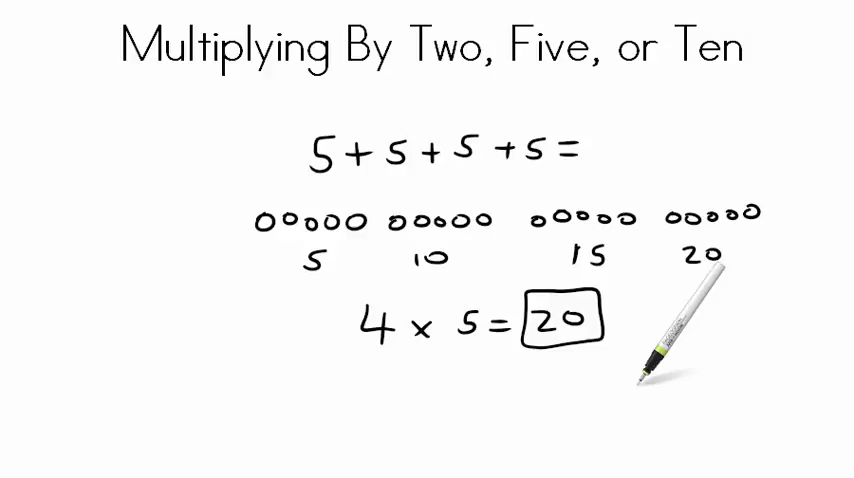 Multiplying By Two, Five, or Ten
5 + 5 + 5 + 5 =
00000 00000 00000 00000
5 10 15 20
4 x 5 = 20